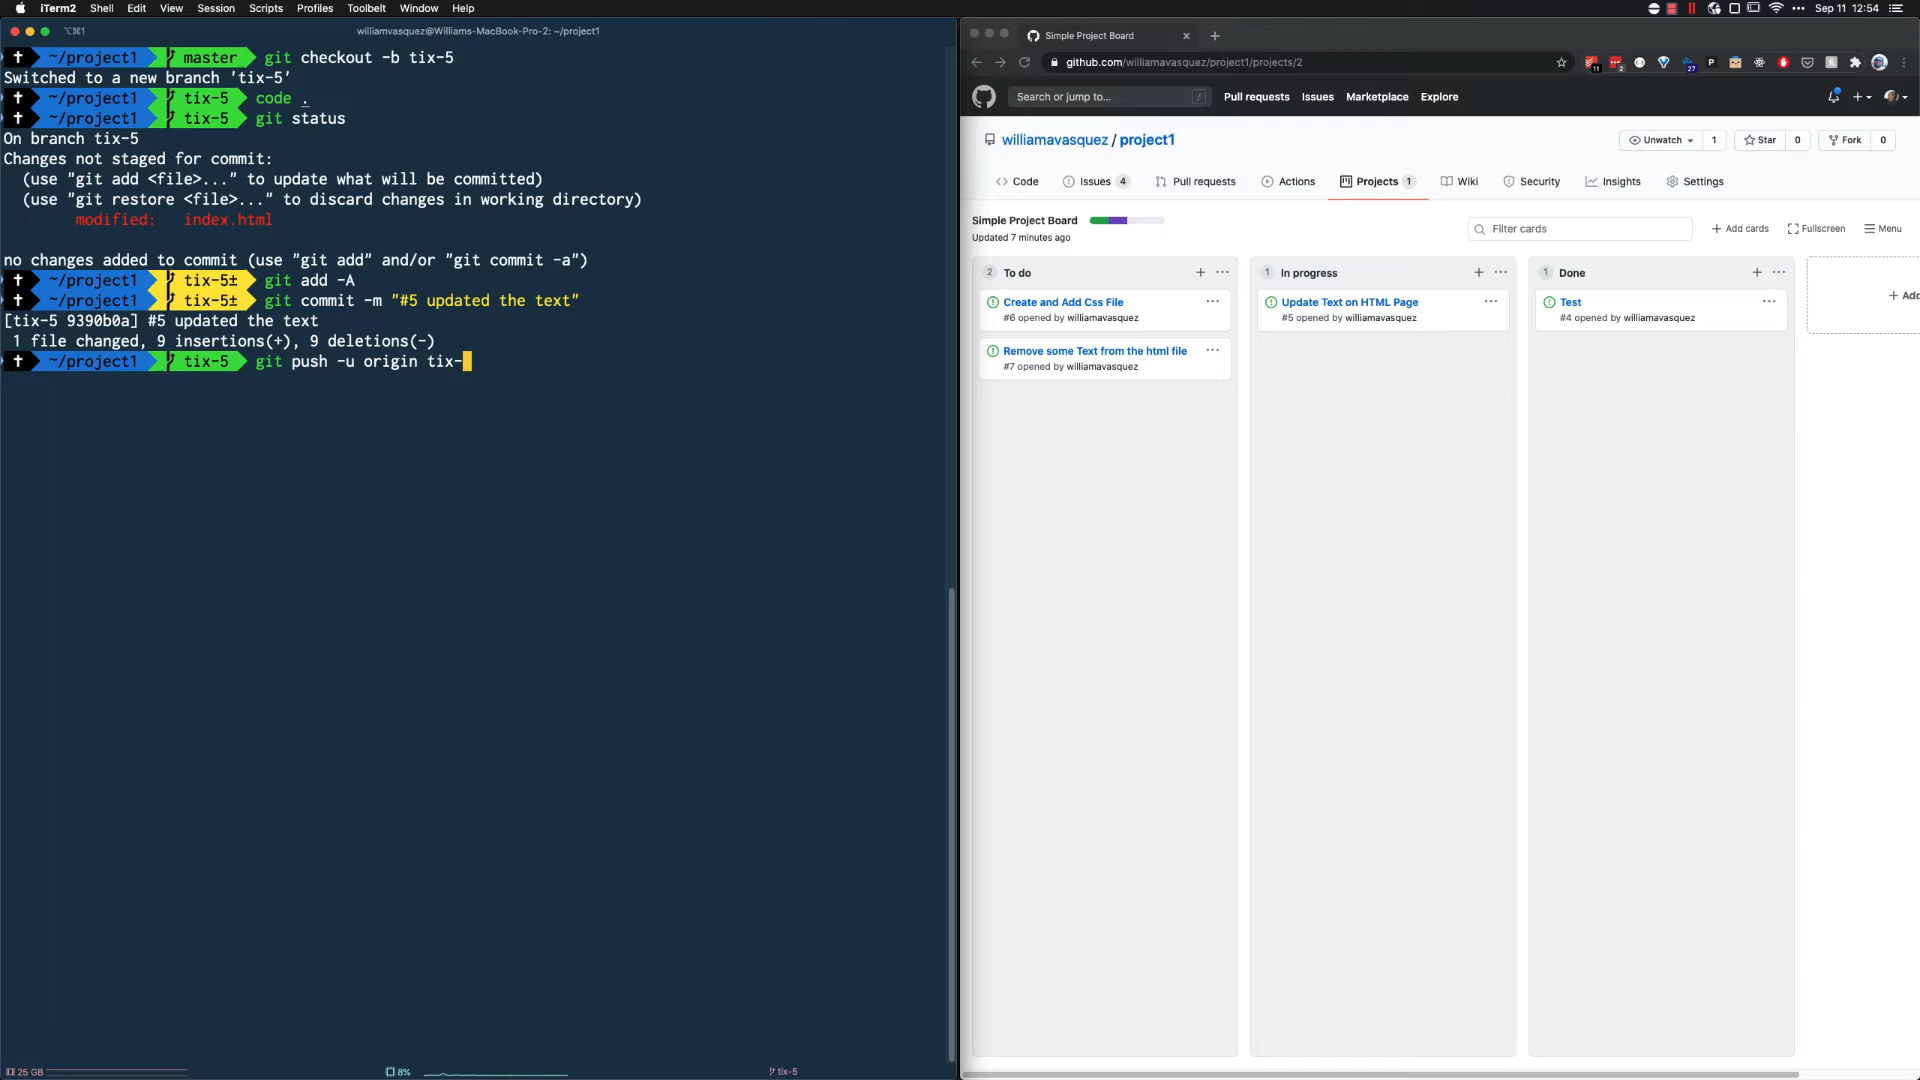 iTerm2 Shell Edit View Session Scripts Profiles Toolbelt Window Help
Sep 11 12:54
⌥⌘1 williamvasquez@Williams-MacBook-Pro-2: ~/project1
~/project1 master git checkout -b tix-5
Switched to a new branch 'tix-5'
~/project1 tix-5 code .
~/project1 tix-5 git status
On branch tix-5
Changes not staged for commit:
(use "git add <file>..." to update what will be committed)
(use "git restore <file>..." to discard changes in working directory)
modified: index.html
no changes added to commit (use "git add" and/or "git commit -a")
~/project1 tix-5± git add -A
~/project1 tix-5± git commit -m "#5 updated the text"
[tix-5 9390b0a] #5 updated the text
1 file changed, 9 insertions(+), 9 deletions(-)
~/project1 tix-5 git push -u origin tix-
25 GB 8% tix-5
Simple Project Board
github.com/williamavasquez/project1/projects/2
11 2 27 P
Search or jump to... / Pull requests Issues Marketplace Explore
williamavasquez / project1
Unwatch 1 Star 0 Fork 0
Code Issues 4 Pull requests Actions Projects 1 Wiki Security Insights Settings
Simple Project Board
Updated 7 minutes ago
Filter cards + Add cards Fullscreen Menu
2 To do + ...
Create and Add Css File ...
#6 opened by williamavasquez
Remove some Text from the html file ...
#7 opened by williamavasquez
1 In progress + ...
Update Text on HTML Page ...
#5 opened by williamavasquez
1 Done + ...
Test ...
#4 opened by williamavasquez
+ Add